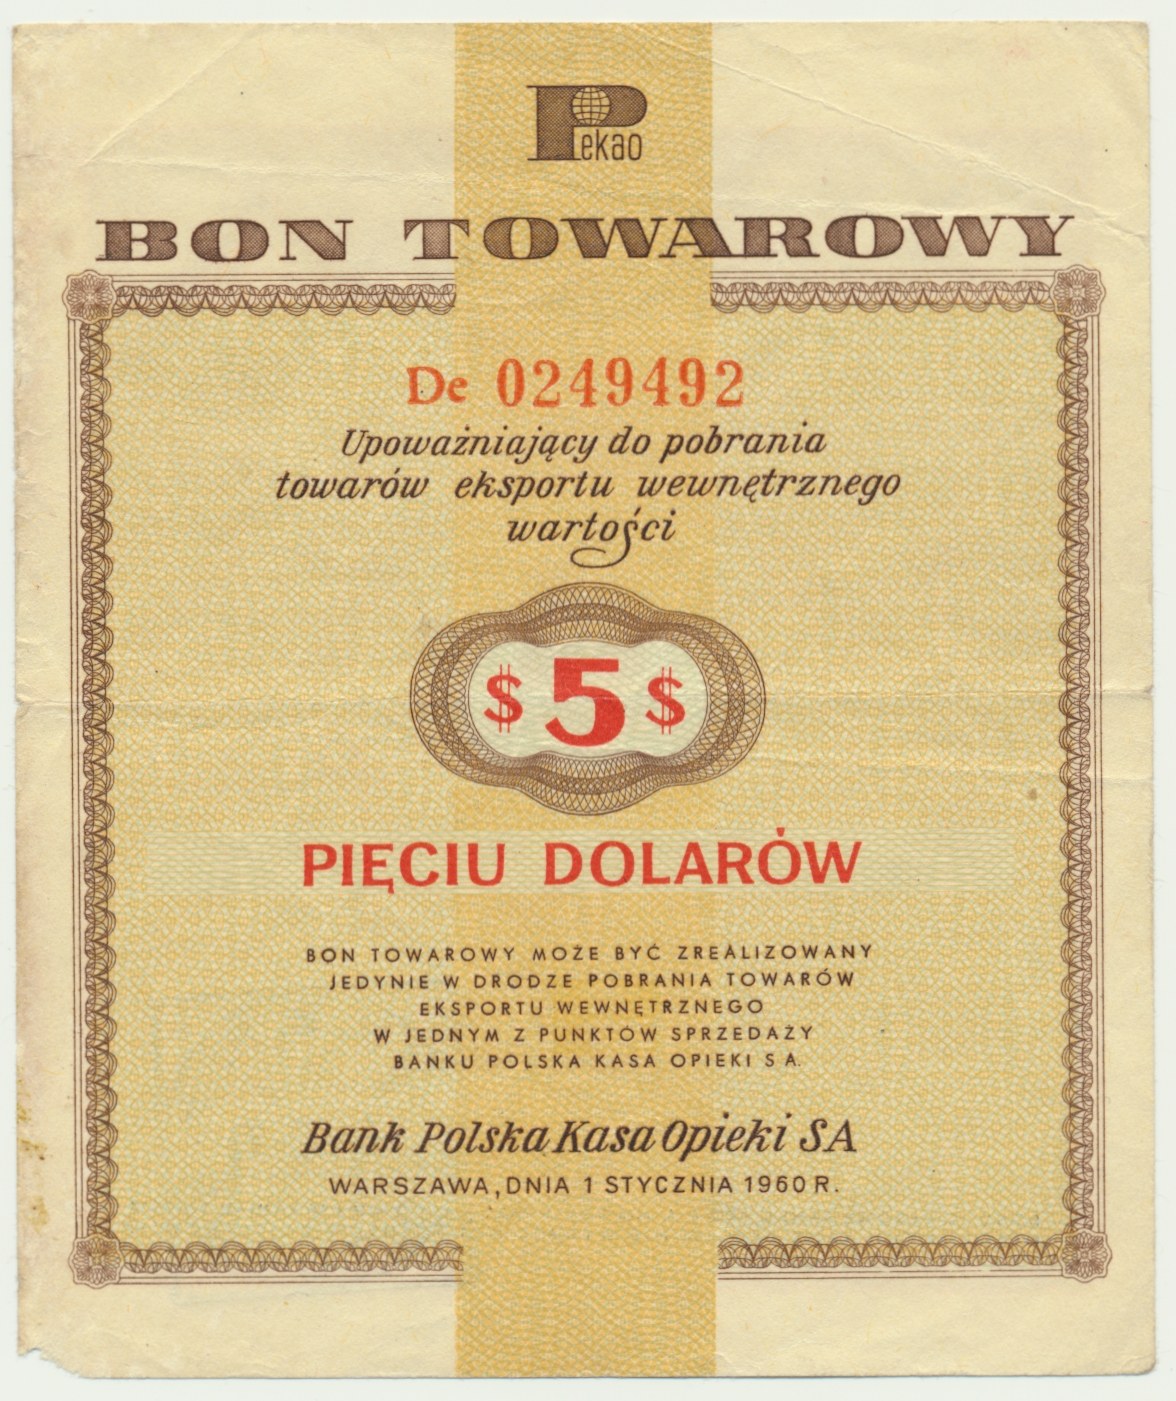 Pekao
BON TOWAROWY
De 0249492
Upoważniający do pobrania
towarów eksportu wewnętrznego
wartości
$ 5 $
PIĘCIU DOLARÓW
BON TOWAROWY MOŻE BYĆ ZREALIZOWANY
JEDYNIE W DRODZE POBRANIA TOWARÓW
EKSPORTU WEWNĘTRZNEGO
W JEDNYM Z PUNKTÓW SPRZEDAŻY
BANKU POLSKA KASA OPIEKI S A.
Bank Polska Kasa Opieki SA
WARSZAWA, DNIA 1 STYCZNIA 1960 R.